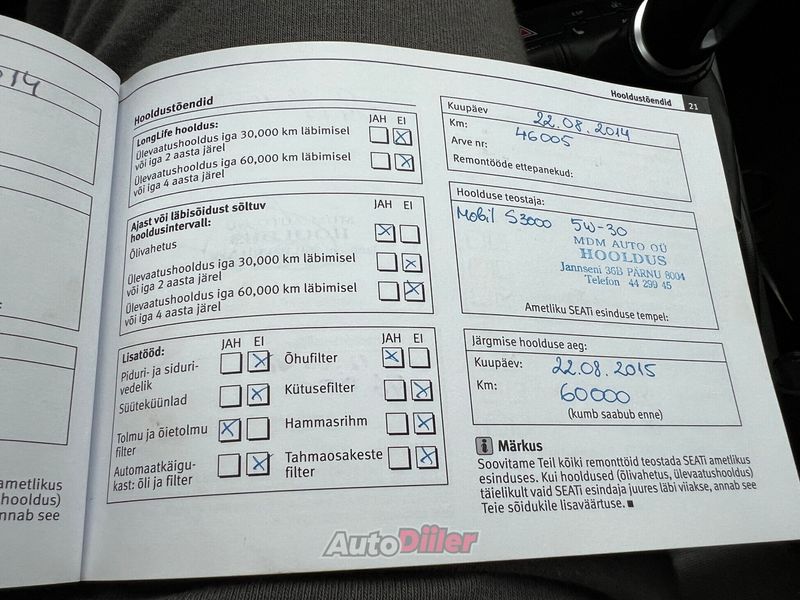 014
Hooldustõendid 21
Hooldustõendid
JAH EI
LongLife hooldus:
Ülevaatushooldus iga 30,000 km läbimisel
või iga 2 aasta järel
Ülevaatushooldus iga 60,000 km läbimisel
või iga 4 aasta järel
JAH EI
Ajast või läbisõidust sõltuv
hooldusintervall:
Õlivahetus
Ülevaatushooldus iga 30,000 km läbimisel
või iga 2 aasta järel
Ülevaatushooldus iga 60,000 km läbimisel
või iga 4 aasta järel
Lisatööd: JAH EI JAH EI
Piduri- ja siduri-
vedelik
Õhufilter
Süüteküünlad
Kütusefilter
Tolmu ja õietolmu
filter
Hammasrihm
Automaatkäigu-
kast: õli ja filter
Tahmaosakeste
filter
Kuupäev 22.08.2014
Km: 46005
Arve nr:
Remontööde ettepanekud:
Hoolduse teostaja:
Mobil S3000 5W-30
MDM AUTO OÜ
HOOLDUS
Jannseni 36B PÄRNU 8004
Telefon 44 299 45
Ametliku SEATi esinduse tempel:
Järgmise hoolduse aeg:
Kuupäev: 22.08.2015
Km: 60000
(kumb saabub enne)
i Märkus
Soovitame Teil kõiki remonttöid teostada SEATi ametlikus
esinduses. Kui hooldused (õlivahetus, ülevaatushooldus)
täielikult vaid SEATi esindaja juures läbi viiakse, annab see
Teie sõidukile lisaväärtuse. ■
ametlikus
hooldus)
annab see
AutoDiiler